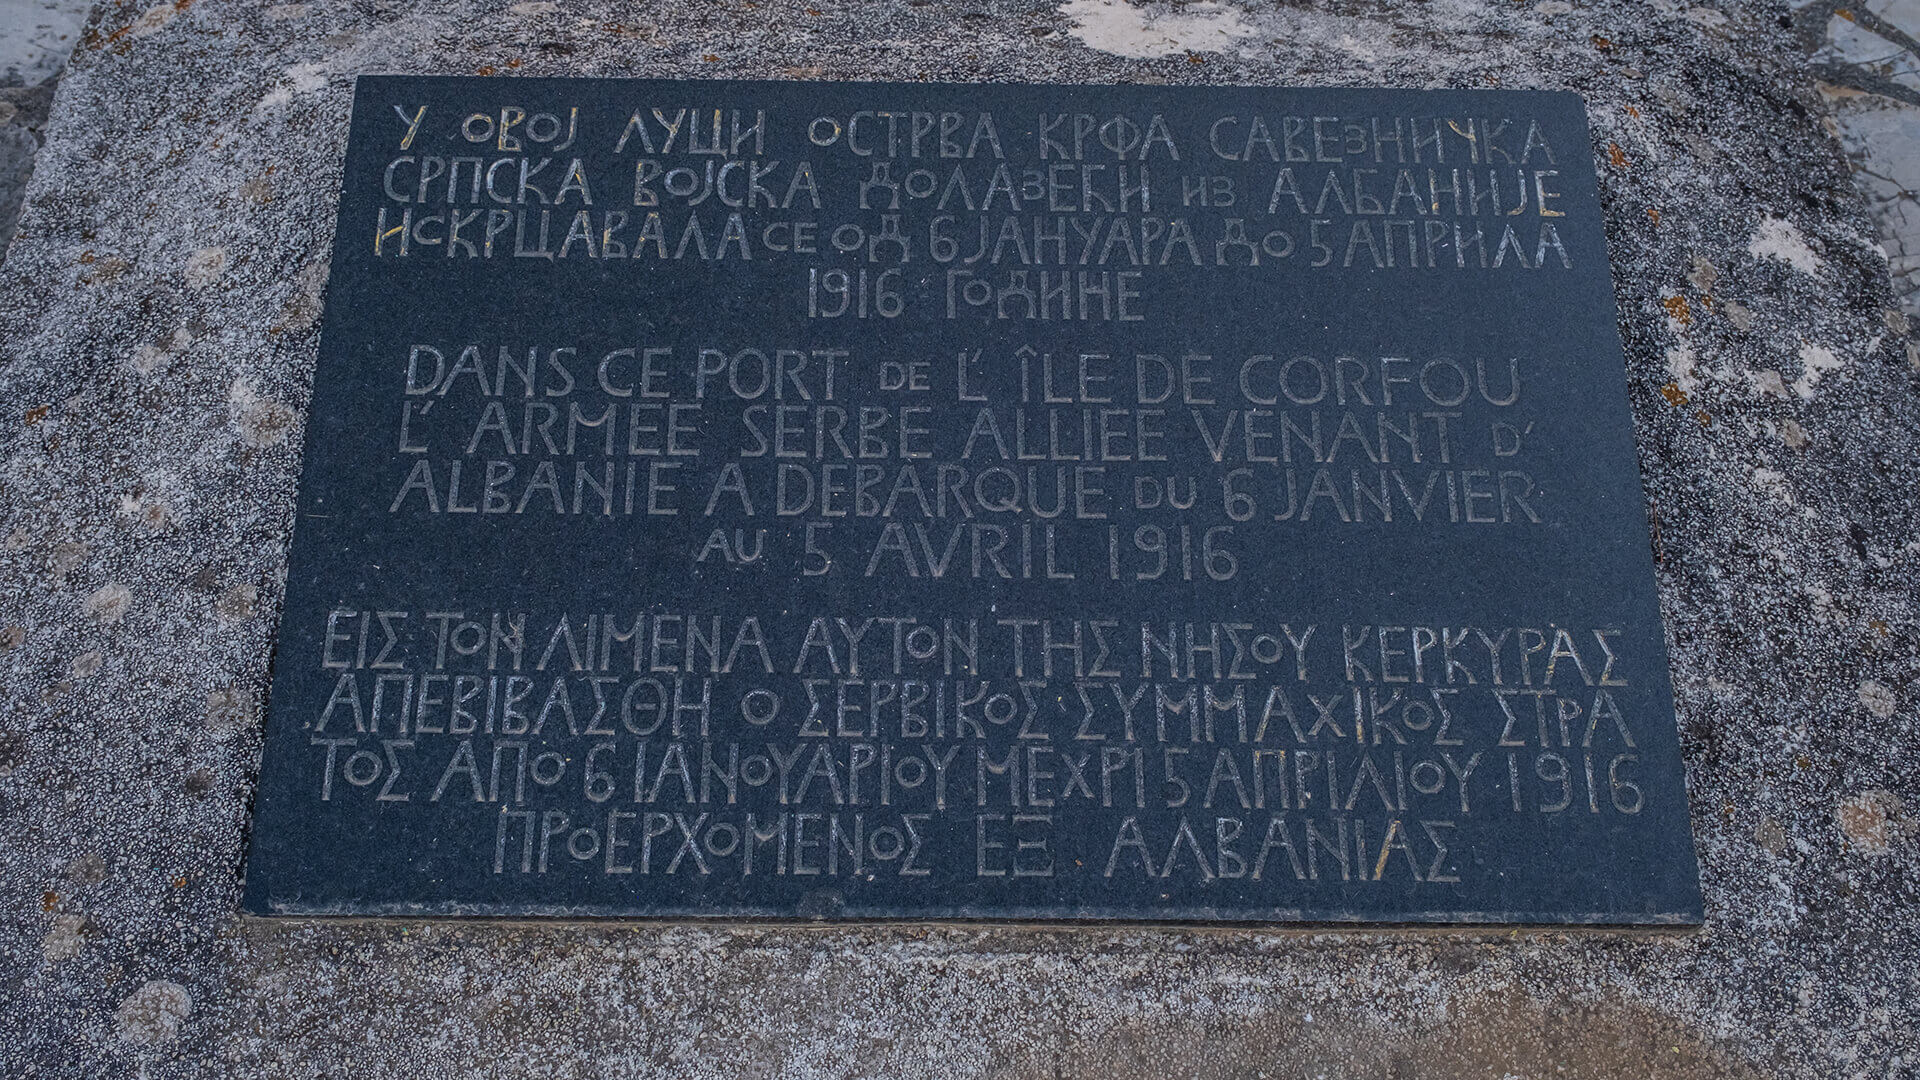 У ОВОЈ ЛУЦИ ОСТРВА КРФА САВЕЗНИЧКА
СРПСКА ВОЈСКА ДОЛАЗЕЋИ ИЗ АЛБАНИЈЕ
ИСКРЦАВАЛА СЕ ОД 6 ЈАНУАРА ДО 5 АПРИЛА
1916 ГОДИНЕ
DANS CE PORT DE L' ÎLE DE CORFOU
L' ARMEE SERBE ALLIEE VENANT D'
ALBANIE A DEBARQUE DU 6 JANVIER
AU 5 AVRIL 1916
ΕΙΣ ΤΟΝ ΛΙΜΕΝΑ ΑΥΤΟΝ ΤΗΣ ΝΗΣΟΥ ΚΕΡΚΥΡΑΣ
ΑΠΕΒΙΒΑΣΘΗ Ο ΣΕΡΒΙΚΟΣ ΣΥΜΜΑΧΙΚΟΣ ΣΤΡΑ
ΤΟΣ ΑΠΟ 6 ΙΑΝΟΥΑΡΙΟΥ ΜΕΧΡΙ 5 ΑΠΡΙΛΙΟΥ 1916
ΠΡΟΕΡΧΟΜΕΝΟΣ ΕΞ ΑΛΒΑΝΙΑΣ